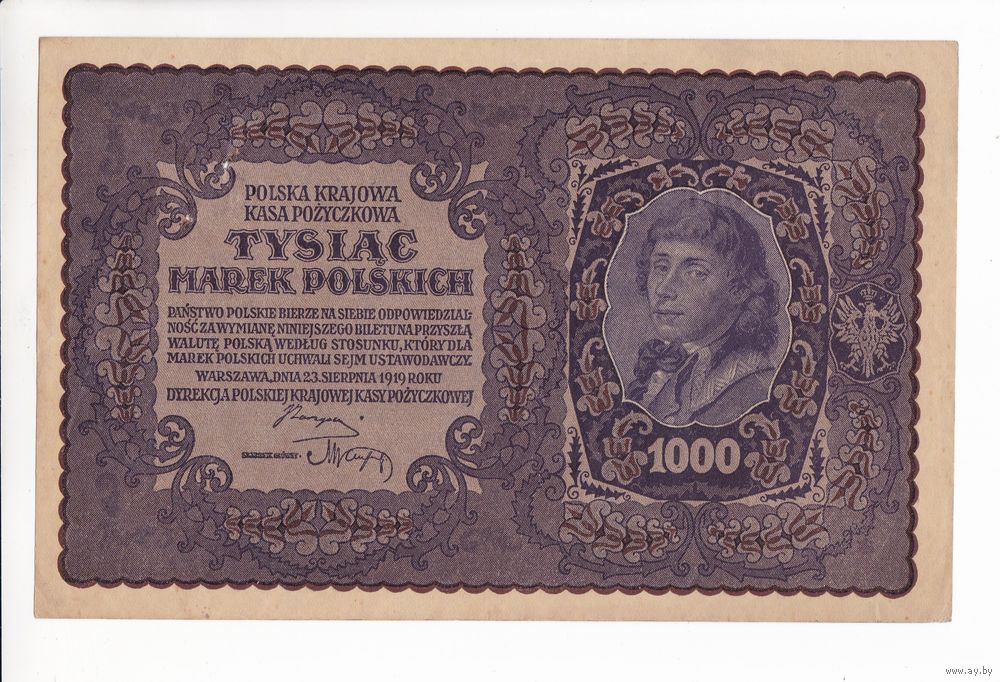 POLSKA KRAJOWA
KASA POŻYCZKOWA
TYSIĄC
MAREK POLSKICH
PAŃSTWO POLSKIE BIERZE NA SIEBIE ODPOWIEDZIAL-
NOŚĆ ZA WYMIANĘ NINIEJSZEGO BILETU NA PRZYSZŁĄ
WALUTĘ POLSKĄ WEDŁUG STOSUNKU, KTÓRY DLA
MAREK POLSKICH UCHWALI SEJM USTAWODAWCZY.
WARSZAWA, DNIA 23. SIERPNIA 1919 ROKU
DYREKCJA POLSKIEJ KRAJOWEJ KASY POŻYCZKOWEJ
SKARBNIK GŁÓWNY
1000
www.ay.by